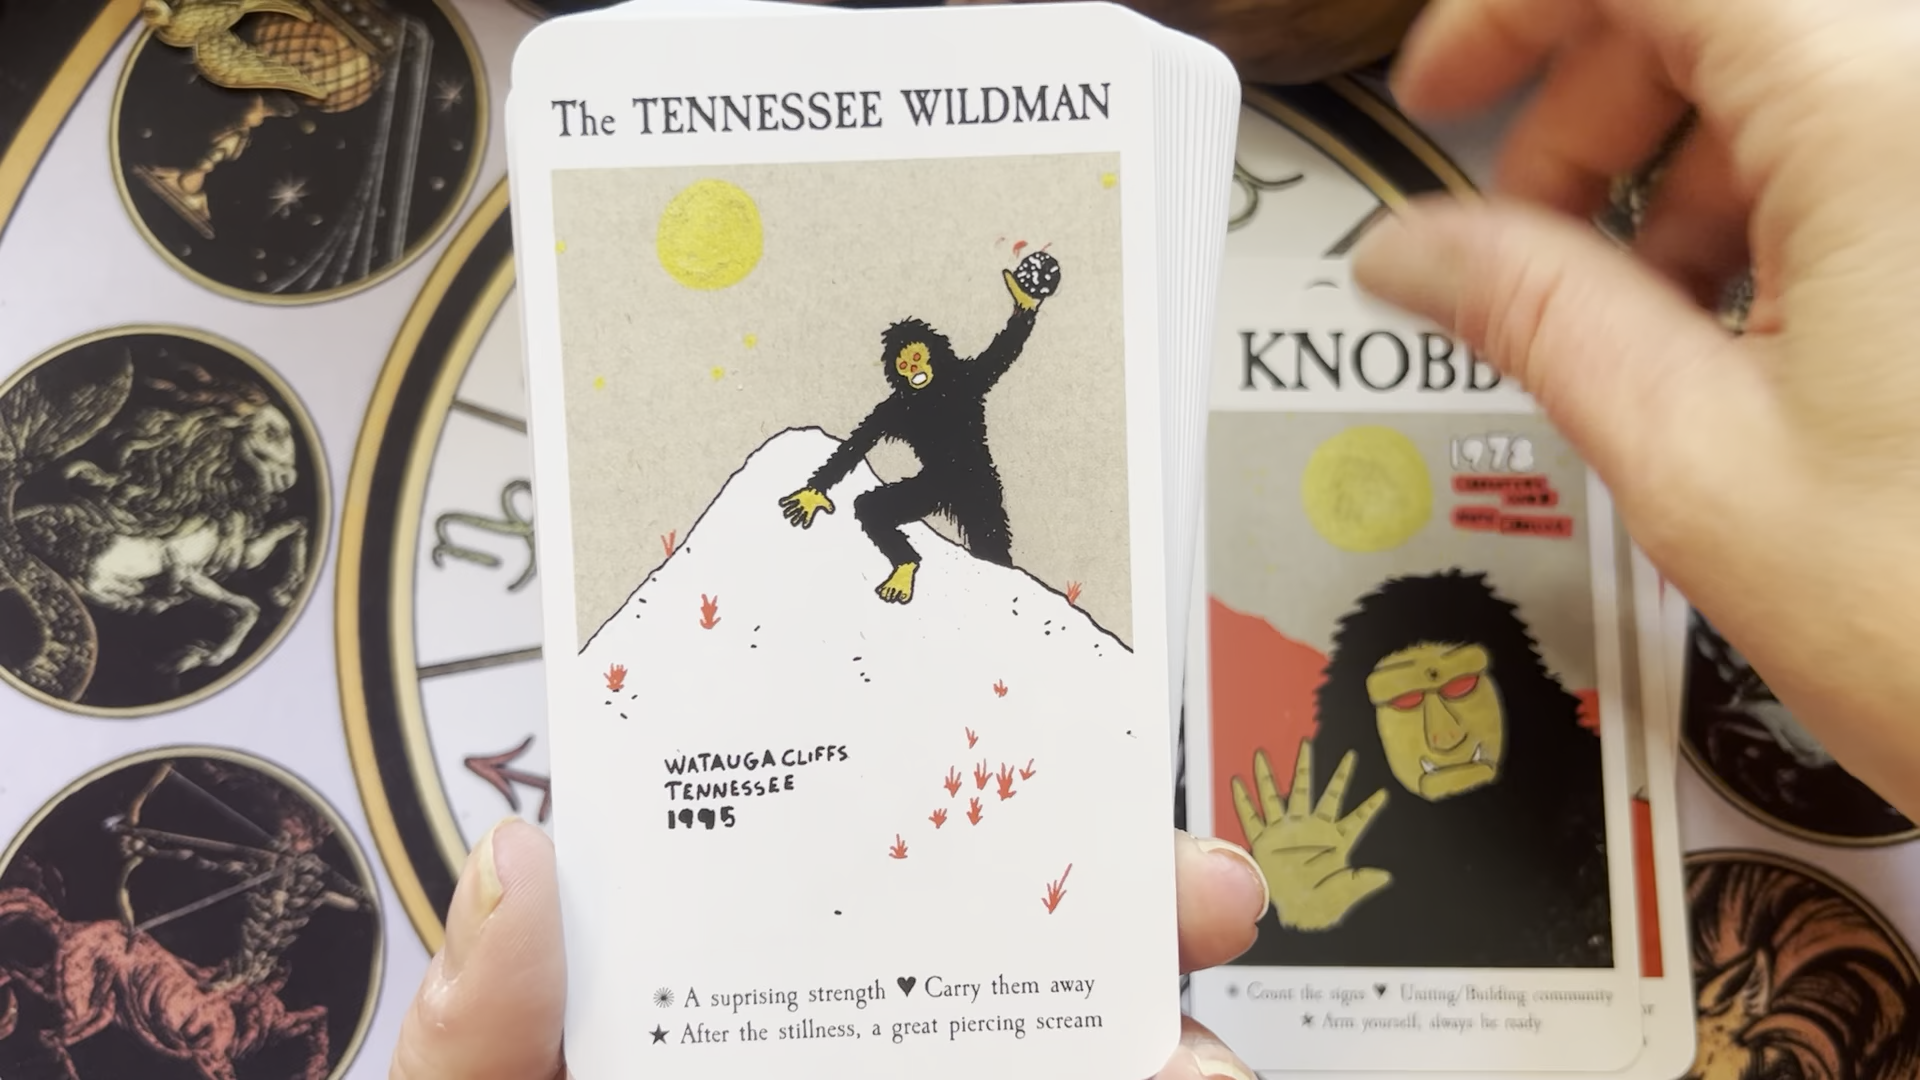 The TENNESSEE WILDMAN
WATAUGA CLIFFS
TENNESSEE
1995
A suprising strength ♥ Carry them away
★ After the stillness, a great piercing scream
KNOBB
1978
Count the signs ♥ Uniting/Building community
★ Arm yourself, always be ready